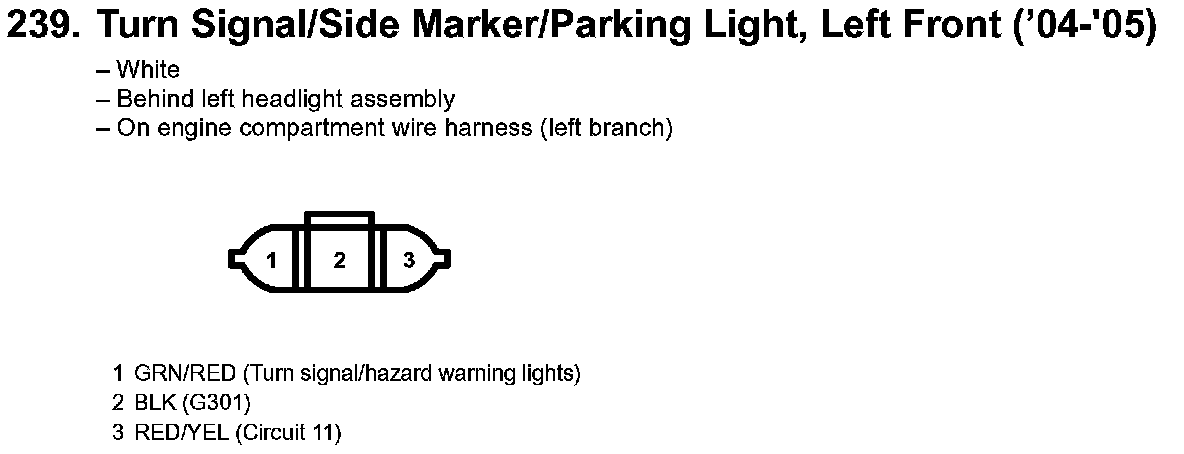 239. Turn Signal/Side Marker/Parking Light, Left Front (’04-'05)
– White
– Behind left headlight assembly
– On engine compartment wire harness (left branch)
1 2 3
1 GRN/RED (Turn signal/hazard warning lights)
2 BLK (G301)
3 RED/YEL (Circuit 11)